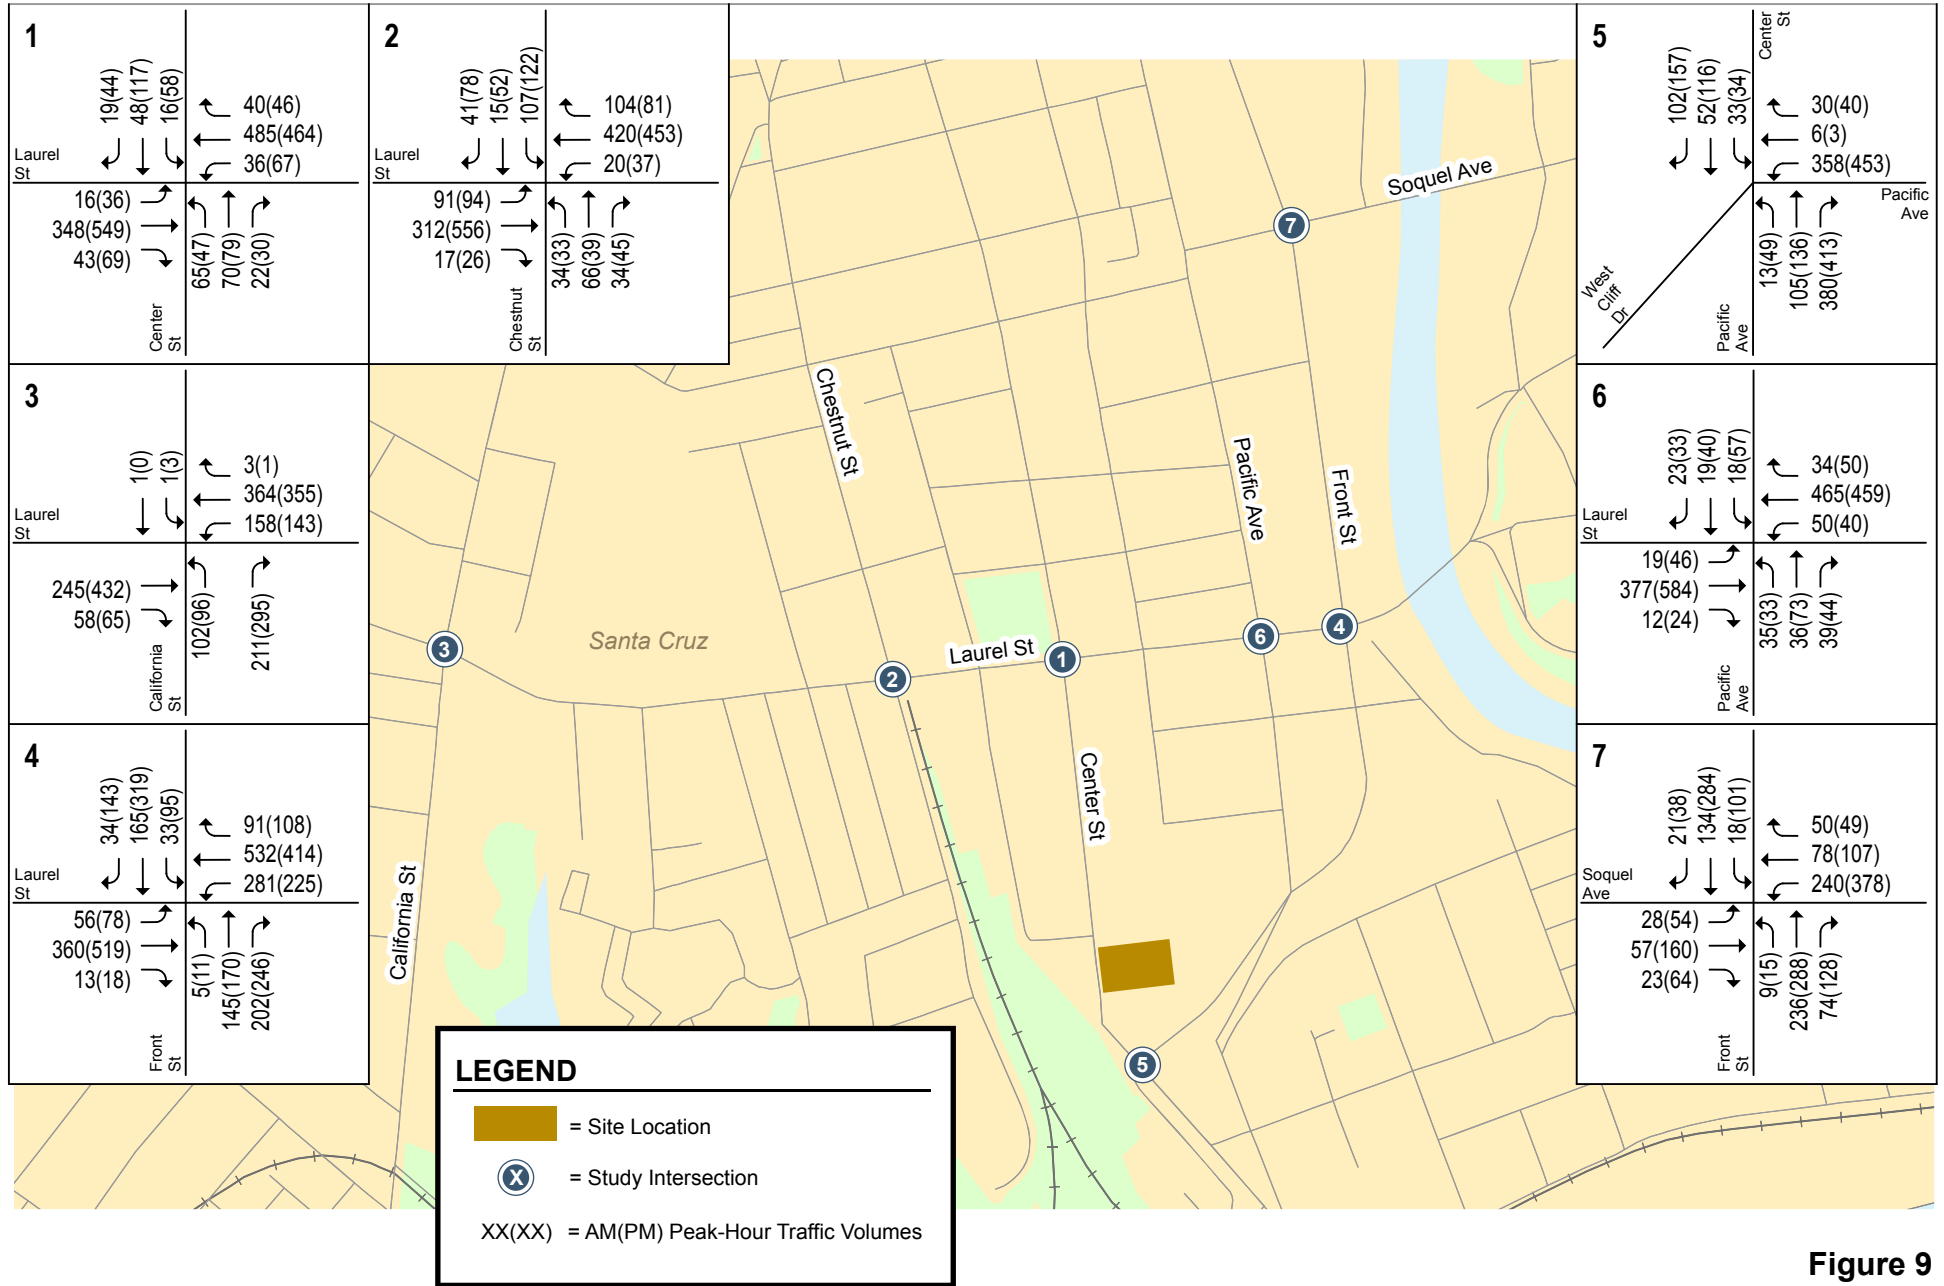 1
19(44)
48(117)
16(58)
40(46)
485(464)
36(67)
Laurel
St
16(36)
348(549)
43(69)
65(47)
70(79)
22(30)
Center
St
2
41(78)
15(52)
107(122)
104(81)
420(453)
20(37)
Laurel
St
91(94)
312(556)
17(26)
34(33)
66(39)
34(45)
Chestnut
St
3
1(0)
1(3)
3(1)
364(355)
158(143)
Laurel
St
245(432)
58(65)
102(96)
211(295)
California
St
4
34(143)
165(319)
33(95)
91(108)
532(414)
281(225)
Laurel
St
56(78)
360(519)
13(18)
5(11)
145(170)
202(246)
Front
St
5
102(157)
52(116)
33(34)
Center
St
30(40)
6(3)
358(453)
Pacific
Ave
13(49)
105(136)
380(413)
West
Cliff
Dr
Pacific
Ave
6
23(33)
19(40)
18(57)
34(50)
465(459)
50(40)
Laurel
St
19(46)
377(584)
12(24)
35(33)
36(73)
39(44)
Pacific
Ave
7
21(38)
134(284)
18(101)
50(49)
78(107)
240(378)
Soquel
Ave
28(54)
57(160)
23(64)
9(15)
236(288)
74(128)
Front
St
Soquel Ave
7
Chestnut St
Pacific Ave
Front St
Santa Cruz
Laurel St
3
2
1
6
4
Center St
California St
5
LEGEND
= Site Location
X = Study Intersection
XX(XX) = AM(PM) Peak-Hour Traffic Volumes
Figure 9